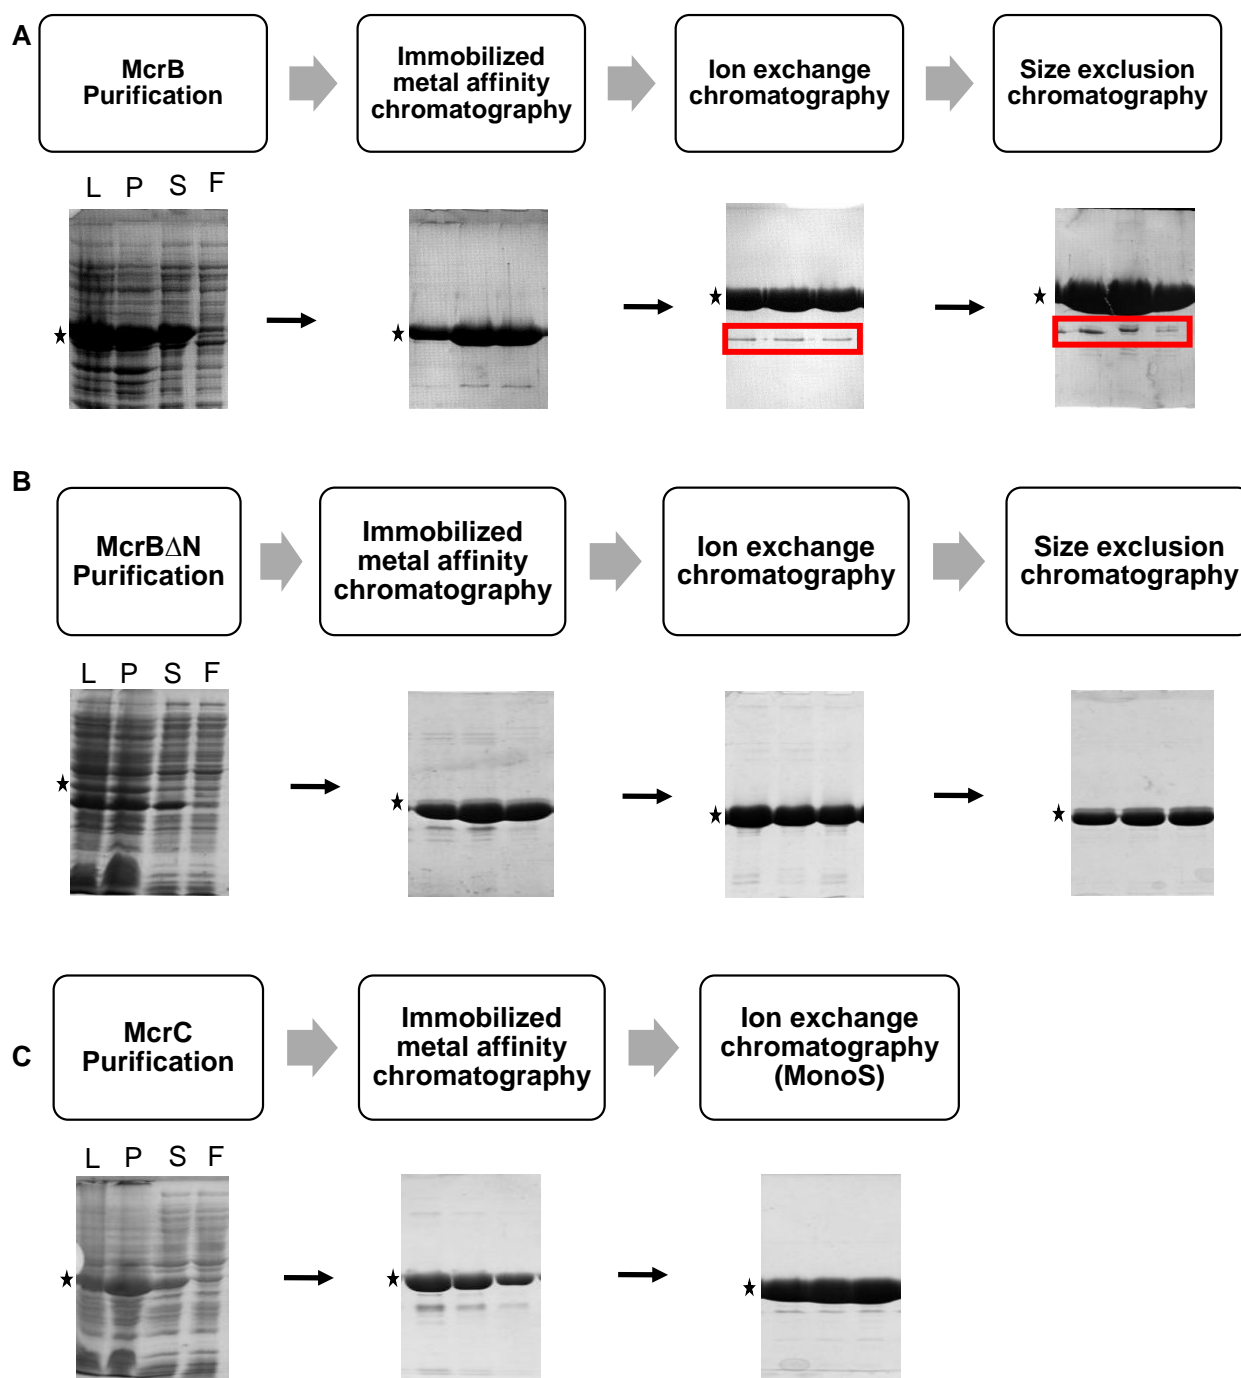 A
McrB
Purification
Immobilized
metal affinity
chromatography
Ion exchange
chromatography
Size exclusion
chromatography
L P S F
B
McrBΔN
Purification
Immobilized
metal affinity
chromatography
Ion exchange
chromatography
Size exclusion
chromatography
L P S F
C
McrC
Purification
Immobilized
metal affinity
chromatography
Ion exchange
chromatography
(MonoS)
L P S F